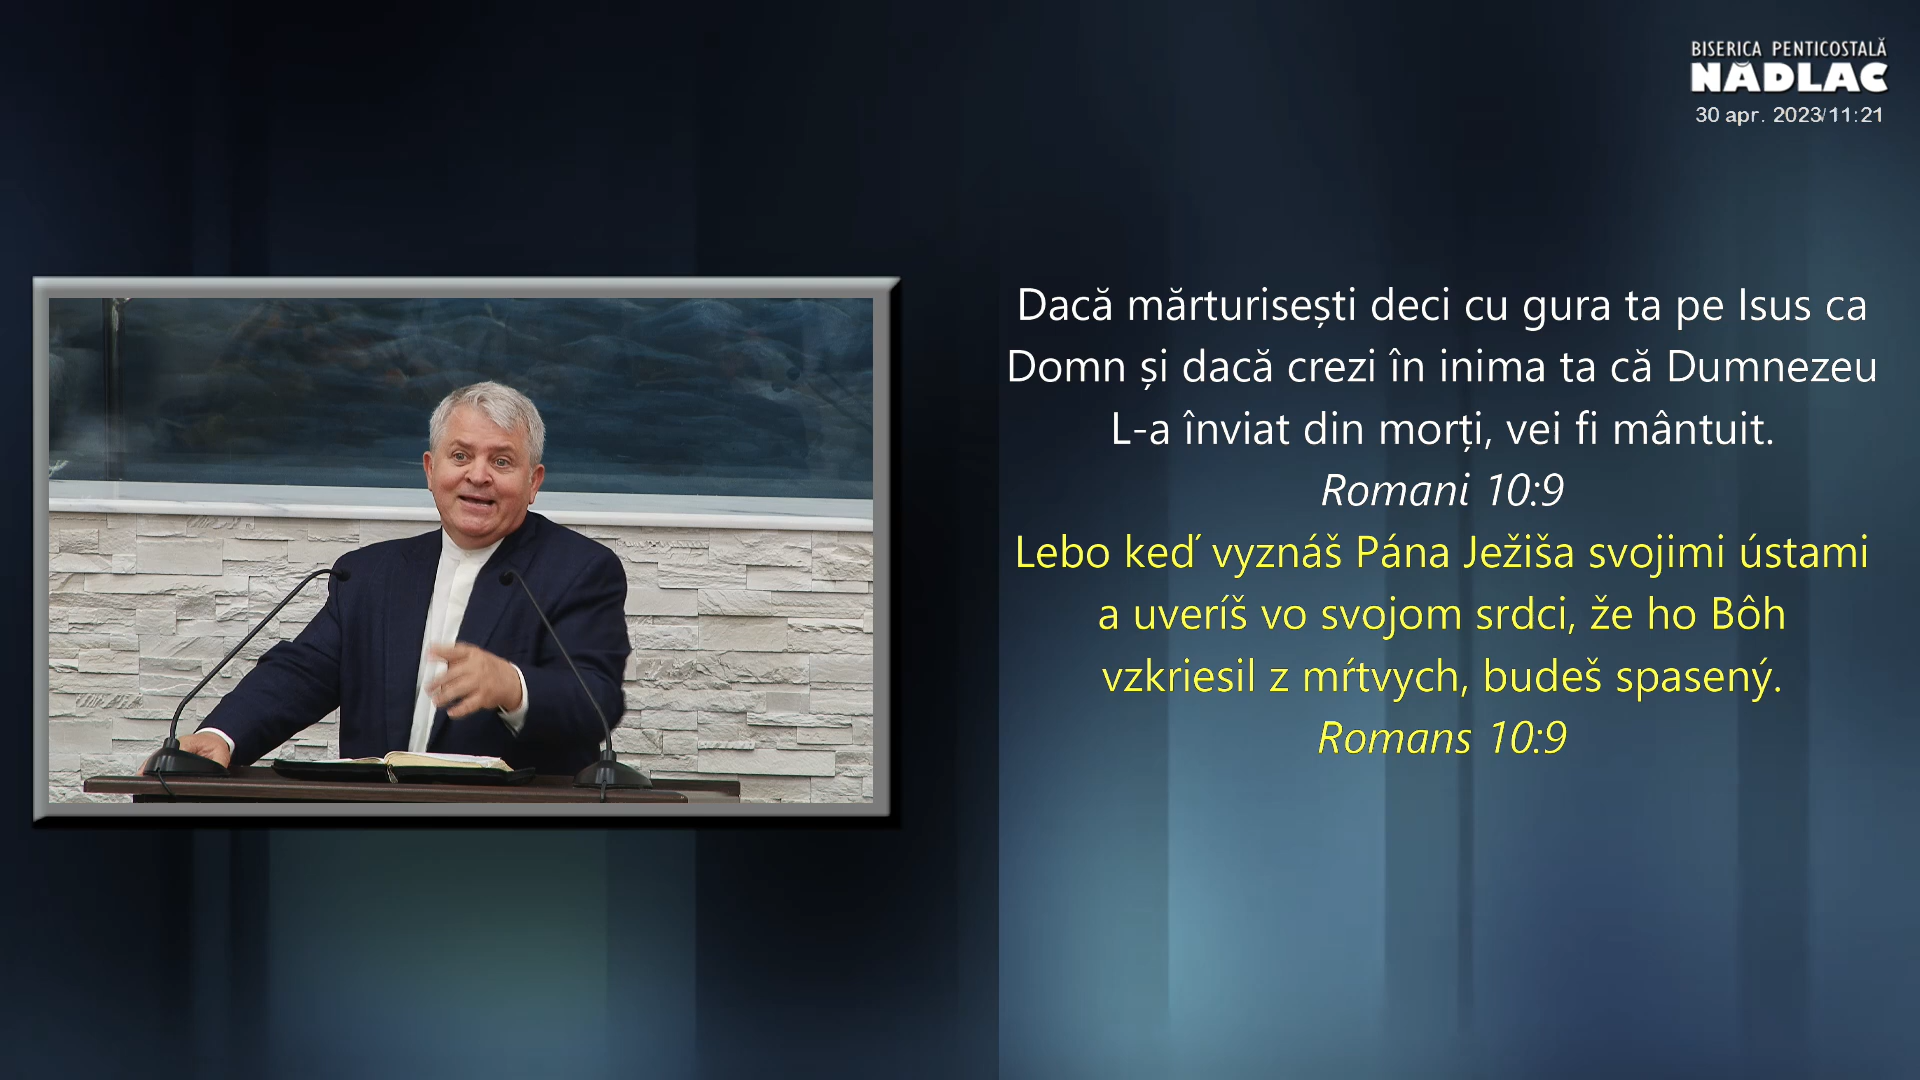 BISERICA PENTICOSTALĂ
NĂDLAC
30 apr. 2023/11:21
Dacă mărturisești deci cu gura ta pe Isus ca
Domn și dacă crezi în inima ta că Dumnezeu
L-a înviat din morți, vei fi mântuit.
Romani 10:9
Lebo keď vyznáš Pána Ježiša svojimi ústami
a uveríš vo svojom srdci, že ho Bôh
vzkriesil z mŕtvych, budeš spasený.
Romans 10:9